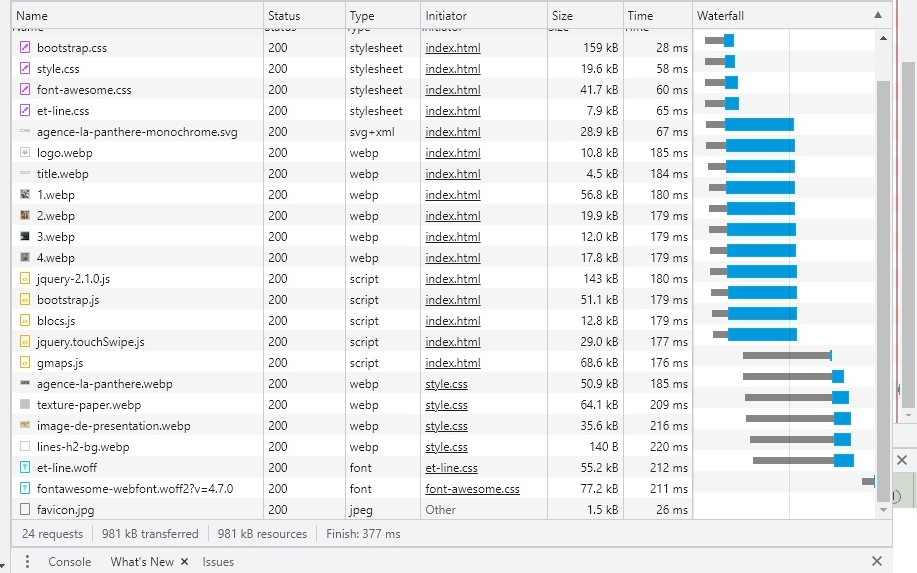 Name Status Type Initiator Size Time Waterfall
bootstrap.css 200 stylesheet index.html 159 kB 28 ms
style.css 200 stylesheet index.html 19.6 kB 58 ms
font-awesome.css 200 stylesheet index.html 41.7 kB 60 ms
et-line.css 200 stylesheet index.html 7.9 kB 65 ms
agence-la-panthere-monochrome.svg 200 svg+xml index.html 28.9 kB 67 ms
logo.webp 200 webp index.html 10.8 kB 185 ms
title.webp 200 webp index.html 4.5 kB 184 ms
1.webp 200 webp index.html 56.8 kB 180 ms
2.webp 200 webp index.html 19.9 kB 179 ms
3.webp 200 webp index.html 12.0 kB 179 ms
4.webp 200 webp index.html 17.8 kB 179 ms
jquery-2.1.0.js 200 script index.html 143 kB 180 ms
bootstrap.js 200 script index.html 51.1 kB 179 ms
blocs.js 200 script index.html 12.8 kB 179 ms
jquery.touchSwipe.js 200 script index.html 29.0 kB 177 ms
gmaps.js 200 script index.html 68.6 kB 176 ms
agence-la-panthere.webp 200 webp style.css 50.9 kB 185 ms
texture-paper.webp 200 webp style.css 64.1 kB 209 ms
image-de-presentation.webp 200 webp style.css 35.6 kB 216 ms
lines-h2-bg.webp 200 webp style.css 140 B 220 ms
et-line.woff 200 font et-line.css 55.2 kB 212 ms
fontawesome-webfont.woff2?v=4.7.0 200 font font-awesome.css 77.2 kB 211 ms
favicon.jpg 200 jpeg Other 1.5 kB 26 ms
24 requests 981 kB transferred 981 kB resources Finish: 377 ms
Console What's New Issues